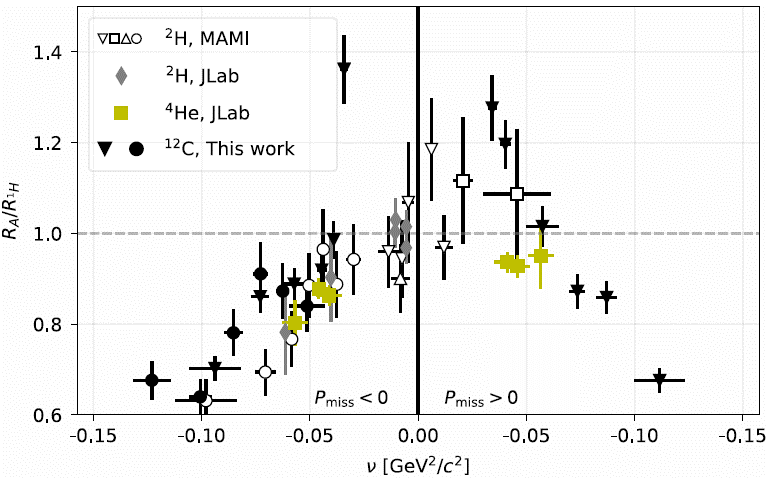 ²H, MAMI
²H, JLab
⁴He, JLab
¹²C, This work
R_A/R_{¹H}
1.4
1.2
1.0
0.8
0.6
P_miss < 0
P_miss > 0
-0.15
-0.10
-0.05
0.00
-0.05
-0.10
-0.15
ν [GeV²/c²]